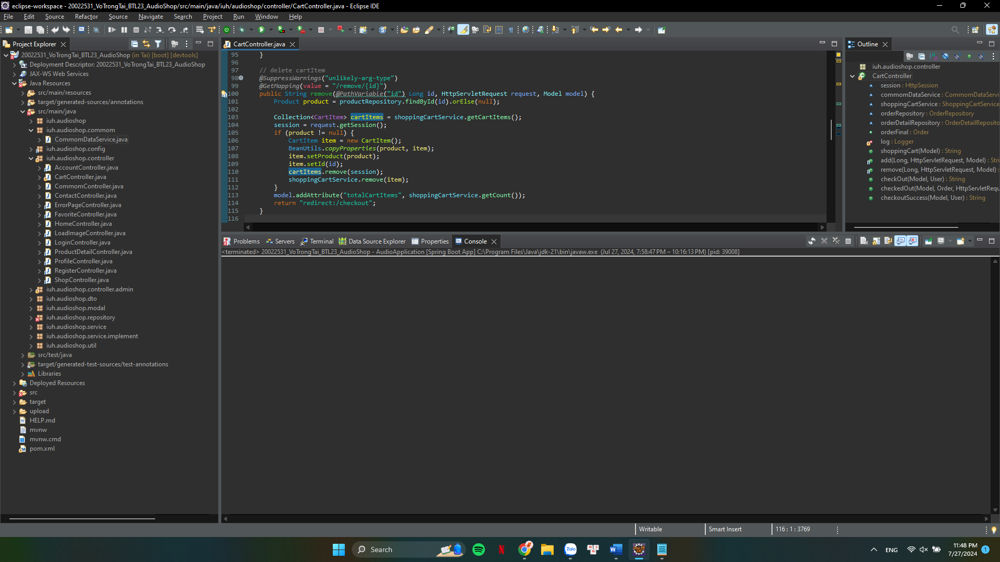 eclipse-workspace - 20022531_VoTrongTai_BTL23_AudioShop/src/main/java/iuh/audioshop/controller/CartController.java - Eclipse IDE
File Edit Source Refactor Source Navigate Search Project Run Window Help
Project Explorer
20022531_VoTrongTai_BTL23_AudioShop (in Tai) [boot] [devtools]
Deployment Descriptor: 20022531_VoTrongTai_BTL23_AudioShop
JAX-WS Web Services
Java Resources
src/main/resources
target/generated-sources/annotations
src/main/java
iuh.audioshop
iuh.audioshop.commom
CommomDataService.java
iuh.audioshop.config
iuh.audioshop.controller
AccountController.java
CartController.java
CommomController.java
ContactController.java
ErrorPageController.java
FavoriteController.java
HomeController.java
LoadImageController.java
LoginController.java
ProductDetailController.java
ProfileController.java
RegisterController.java
ShopController.java
iuh.audioshop.controller.admin
iuh.audioshop.dto
iuh.audioshop.modal
iuh.audioshop.repository
iuh.audioshop.service
iuh.audioshop.service.implement
iuh.audioshop.util
src/test/java
target/generated-test-sources/test-annotations
Libraries
Deployed Resources
src
target
upload
HELP.md
mvnw
mvnw.cmd
pom.xml
CartController.java
95 }
96
97 // delete cartItem
98 @SuppressWarnings("unlikely-arg-type")
99 @GetMapping(value = "/remove/{id}")
100 public String remove(@PathVariable("id") Long id, HttpServletRequest request, Model model) {
101 Product product = productRepository.findById(id).orElse(null);
102
103 Collection<CartItem> cartItems = shoppingCartService.getCartItems();
104 session = request.getSession();
105 if (product != null) {
106 CartItem item = new CartItem();
107 BeanUtils.copyProperties(product, item);
108 item.setProduct(product);
109 item.setId(id);
110 cartItems.remove(session);
111 shoppingCartService.remove(item);
112 }
113 model.addAttribute("totalCartItems", shoppingCartService.getCount());
114 return "redirect:/checkout";
115 }
116
Outline
iuh.audioshop.controller
CartController
session : HttpSession
commomDataService : CommomDataServi
shoppingCartService : ShoppingCartService
orderRepository : OrderRepository
orderDetailRepository : OrderDetailReposito
orderFinal : Order
log : Logger
shoppingCart(Model) : String
add(Long, HttpServletRequest, Model) : Stri
remove(Long, HttpServletRequest, Model) :
checkOut(Model, User) : String
checkedOut(Model, Order, HttpServletRequ
checkoutSuccess(Model, User) : String
Problems Servers Terminal Data Source Explorer Properties Console
<terminated> 20022531_VoTrongTai_BTL23_AudioShop - AudioApplication [Spring Boot App] C:\Program Files\Java\jdk-21\bin\javaw.exe (Jul 27, 2024, 7:58:47 PM – 10:16:13 PM) [pid: 39008]
Writable Smart Insert 116 : 1 : 3769
Search
Zalo
ENG
11:48 PM
7/27/2024
1